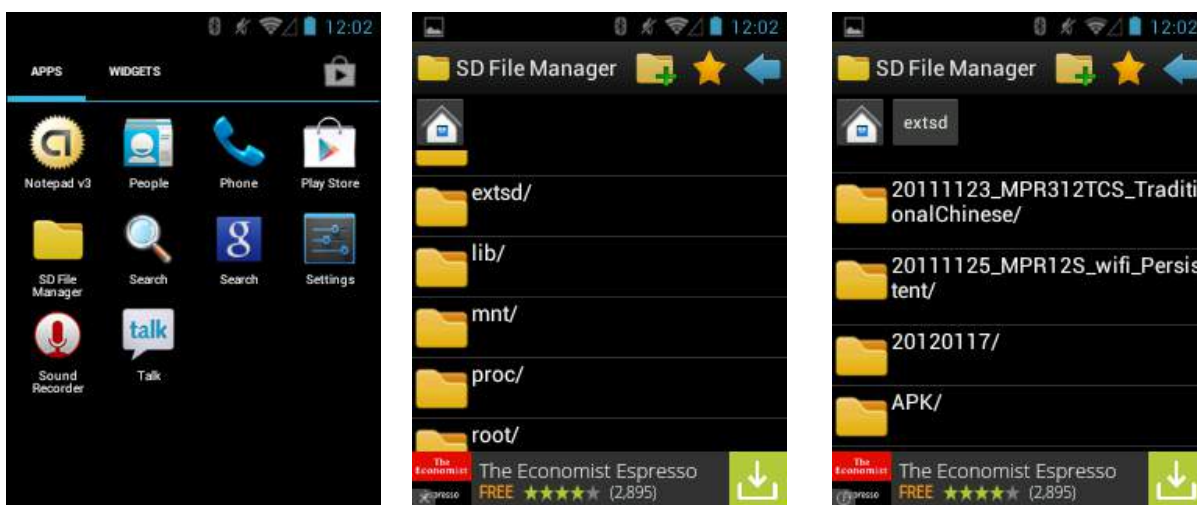 12:02
APPS WIDGETS
Notepad v3 People Phone Play Store
SD File
Manager
Search Search Settings
talk
Sound
Recorder
Talk
12:02
SD File Manager
extsd/
lib/
mnt/
proc/
root/
The
Economist
Espresso
The Economist Espresso
FREE (2,895)
12:02
SD File Manager
extsd
20111123_MPR312TCS_Traditi
onalChinese/
20111125_MPR12S_wifi_Persis
tent/
20120117/
APK/
The
Economist
Espresso
The Economist Espresso
FREE (2,895)